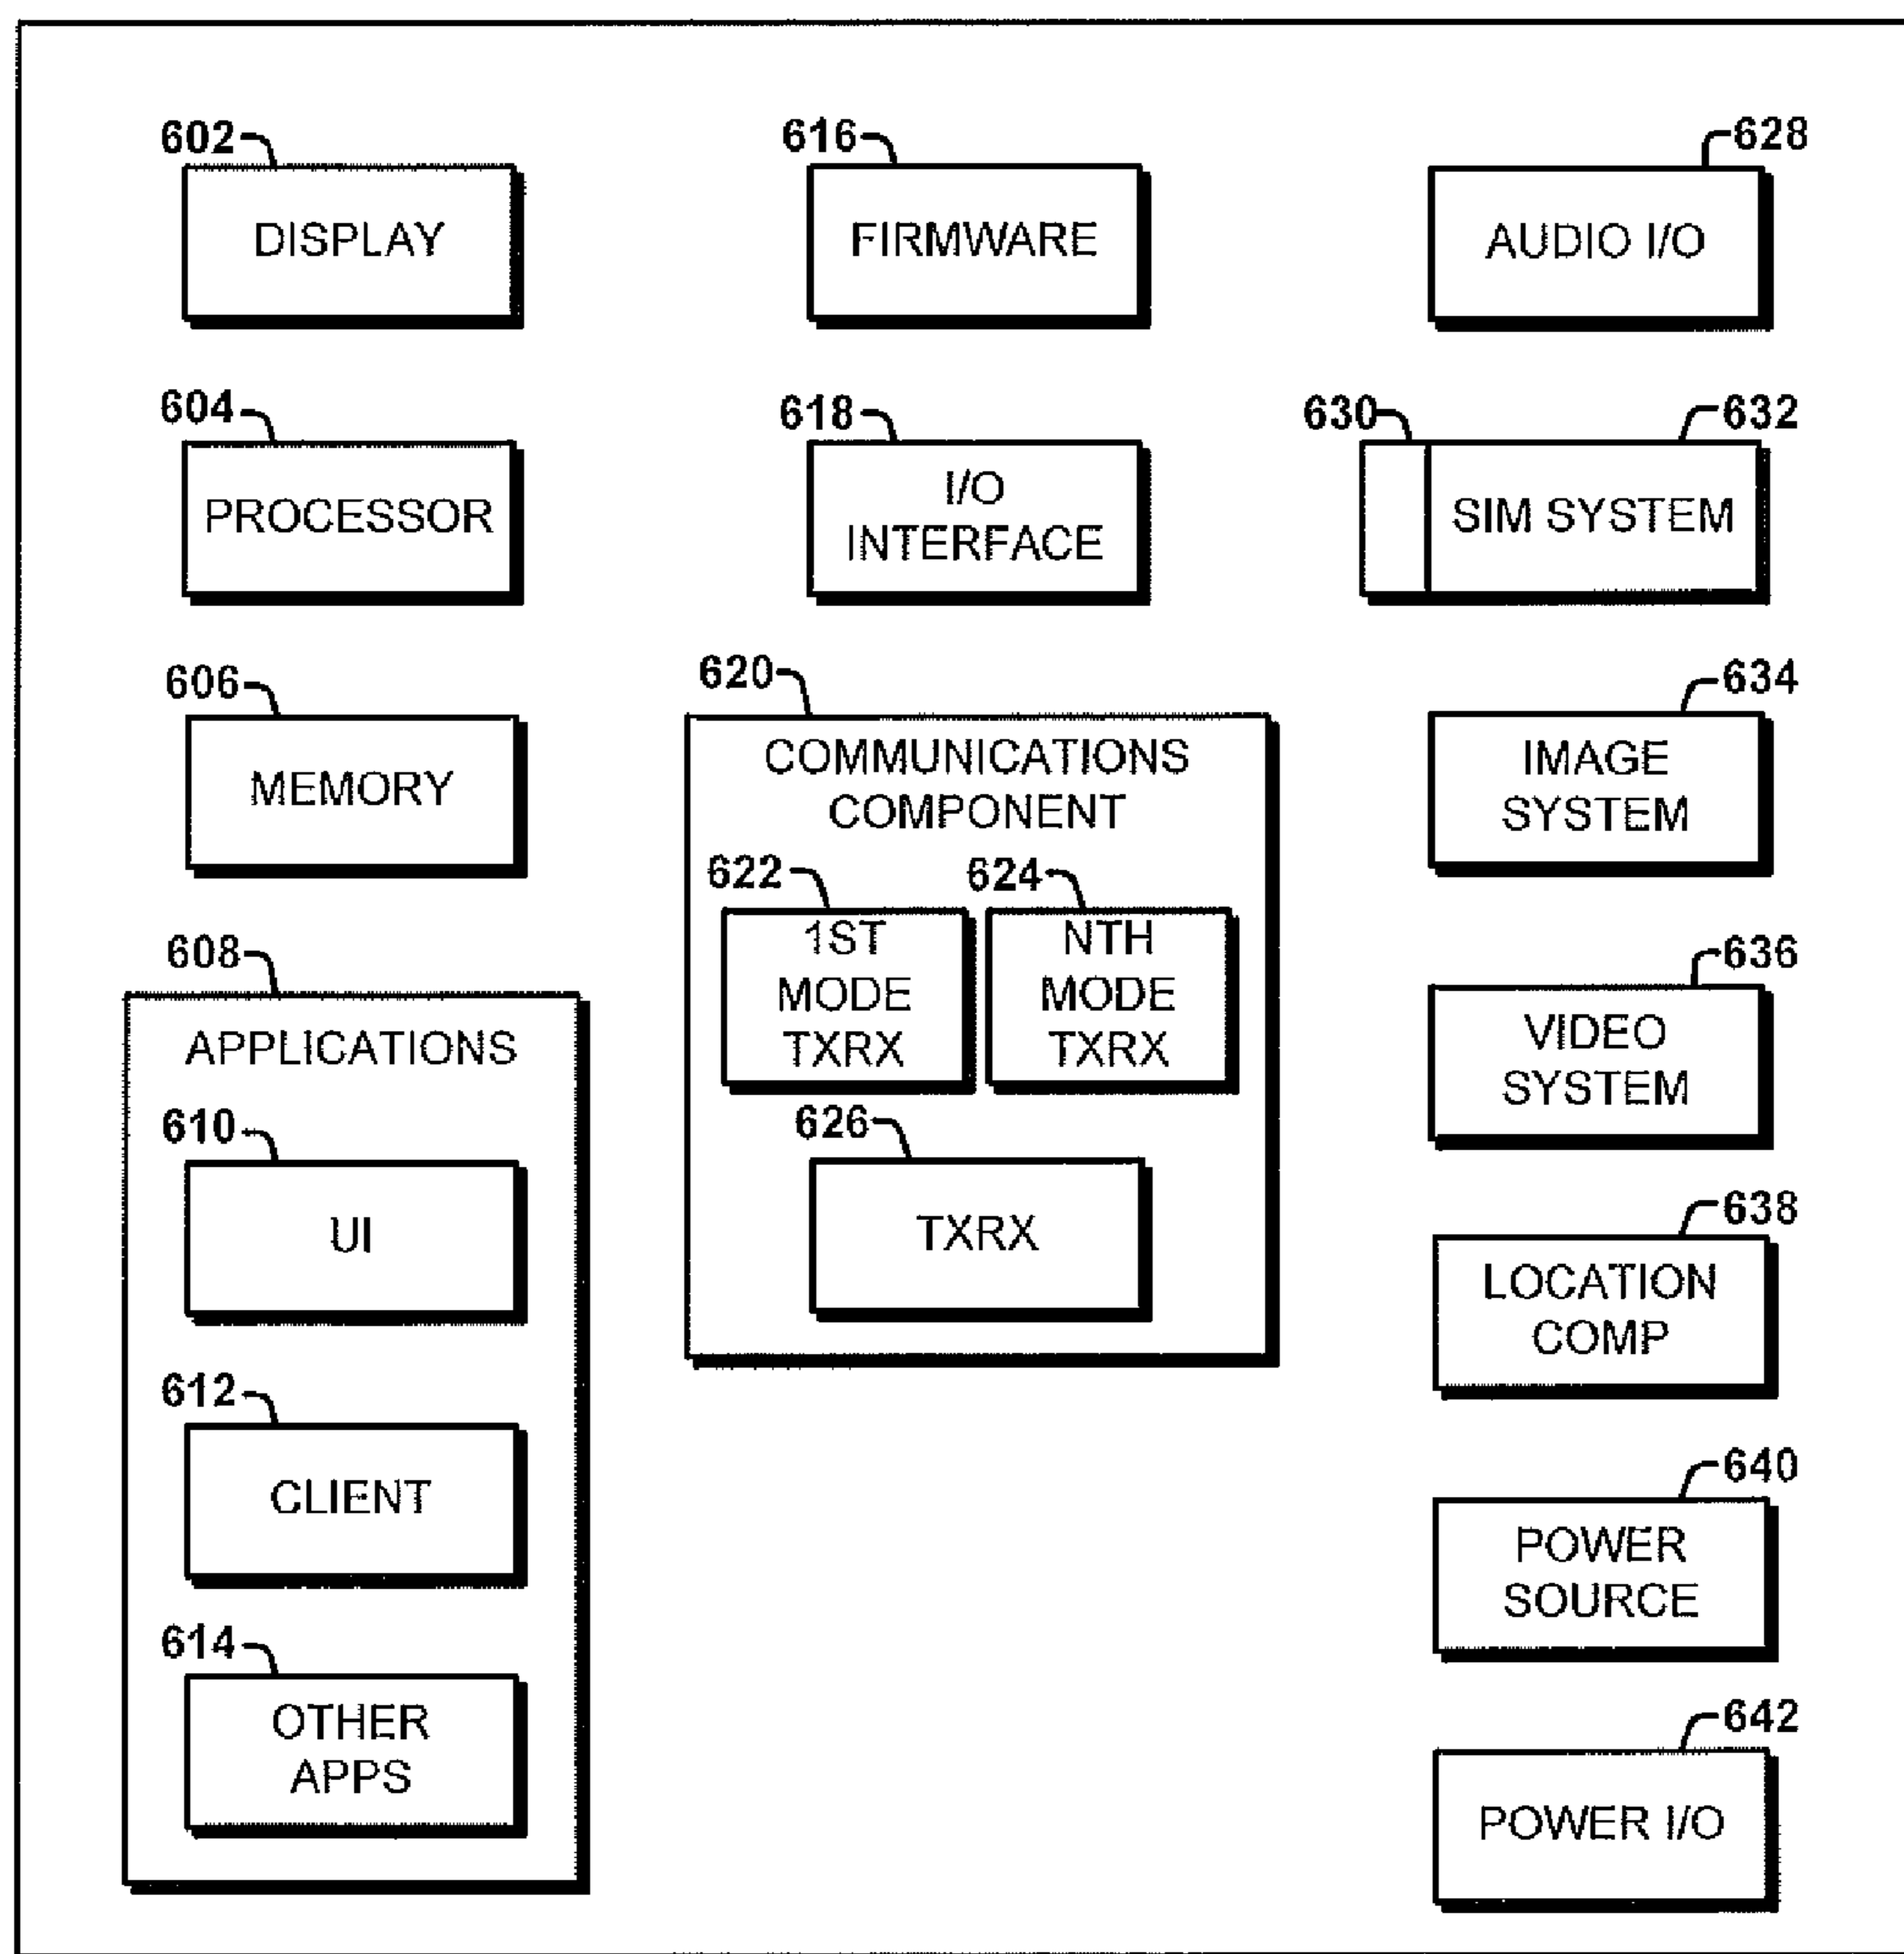 602
DISPLAY
604
PROCESSOR
606
MEMORY
608
APPLICATIONS
610
UI
612
CLIENT
614
OTHER
APPS
616
FIRMWARE
618
I/O
INTERFACE
620
COMMUNICATIONS
COMPONENT
622
1ST
MODE
TXRX
624
NTH
MODE
TXRX
626
TXRX
628
AUDIO I/O
630
632
SIM SYSTEM
634
IMAGE
SYSTEM
636
VIDEO
SYSTEM
638
LOCATION
COMP
640
POWER
SOURCE
642
POWER I/O